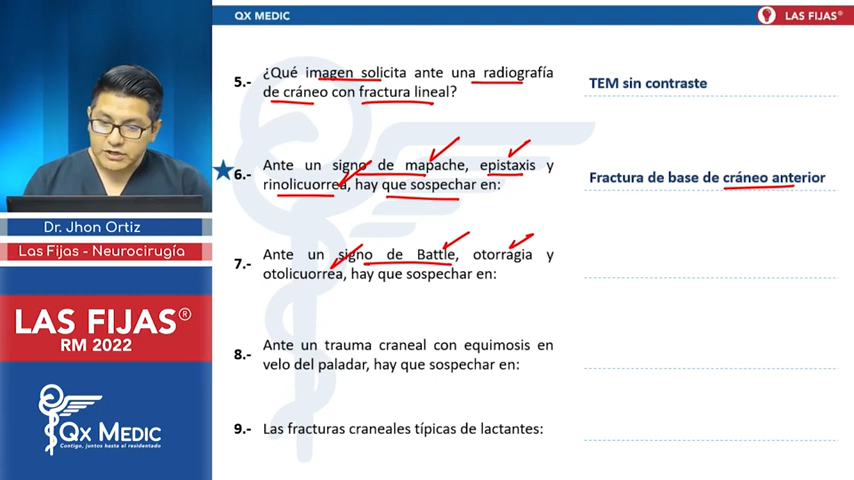 QX MEDIC
LAS FIJAS®
5.- ¿Qué imagen solicita ante una radiografía
de cráneo con fractura lineal?
TEM sin contraste
6.- Ante un signo de mapache, epistaxis y
rinolicuorrea, hay que sospechar en:
Fractura de base de cráneo anterior
7.- Ante un signo de Battle, otorragia y
otolicuorrea, hay que sospechar en:
8.- Ante un trauma craneal con equimosis en
velo del paladar, hay que sospechar en:
9.- Las fracturas craneales típicas de lactantes:
Dr. Jhon Ortiz
Las Fijas - Neurocirugía
LAS FIJAS®
RM 2022
QX MEDIC
Contigo, juntos hasta el residentado